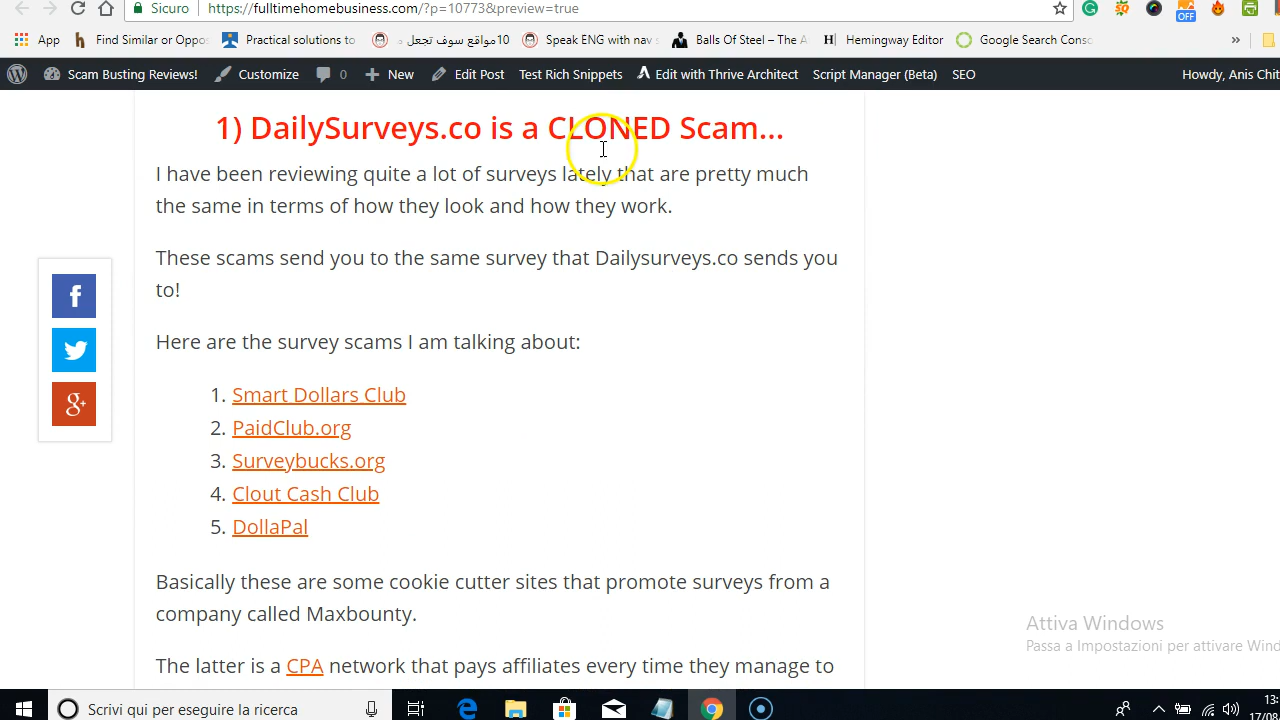 Sicuro https://fulltimehomebusiness.com/?p=10773&preview=true OFF
App Find Similar or Oppo Practical solutions to 10مواقع سوف تجعل Speak ENG with nav Balls Of Steel – The A H Hemingway Editor Google Search Cons »
Scam Busting Reviews! Customize 0 New Edit Post Test Rich Snippets Edit with Thrive Architect Script Manager (Beta) SEO Howdy, Anis Chit
1) DailySurveys.co is a CLONED Scam...
I have been reviewing quite a lot of surveys lately that are pretty much
the same in terms of how they look and how they work.
These scams send you to the same survey that Dailysurveys.co sends you
to!
Here are the survey scams I am talking about:
1. Smart Dollars Club
2. PaidClub.org
3. Surveybucks.org
4. Clout Cash Club
5. DollaPal
Basically these are some cookie cutter sites that promote surveys from a
company called Maxbounty.
The latter is a CPA network that pays affiliates every time they manage to
Attiva Windows
Passa a Impostazioni per attivare Wind
Scrivi qui per eseguire la ricerca
13:
17/08